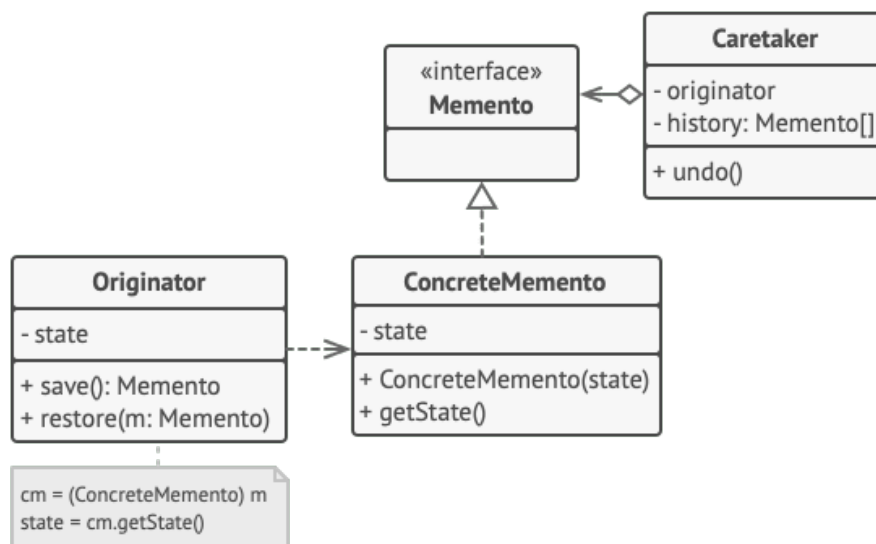 «interface»
Memento
Caretaker
- originator
- history: Memento[]
+ undo()
Originator
- state
+ save(): Memento
+ restore(m: Memento)
ConcreteMemento
- state
+ ConcreteMemento(state)
+ getState()
cm = (ConcreteMemento) m
state = cm.getState()